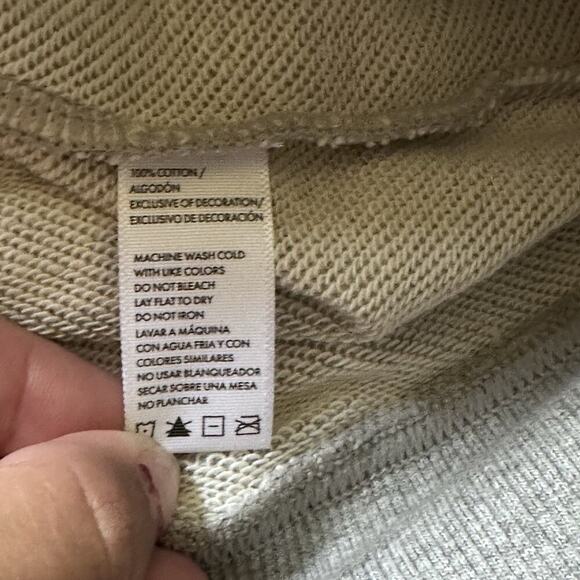 100% COTTON /
ALGODÓN
EXCLUSIVE OF DECORATION/
EXCLUSIVO DE DECORACIÓN
MACHINE WASH COLD
WITH LIKE COLORS
DO NOT BLEACH
LAY FLAT TO DRY
DO NOT IRON
LAVAR A MÁQUINA
CON AGUA FRIA Y CON
COLORES SIMILARES
NO USAR BLANQUEADOR
SECAR SOBRE UNA MESA
NO PLANCHAR